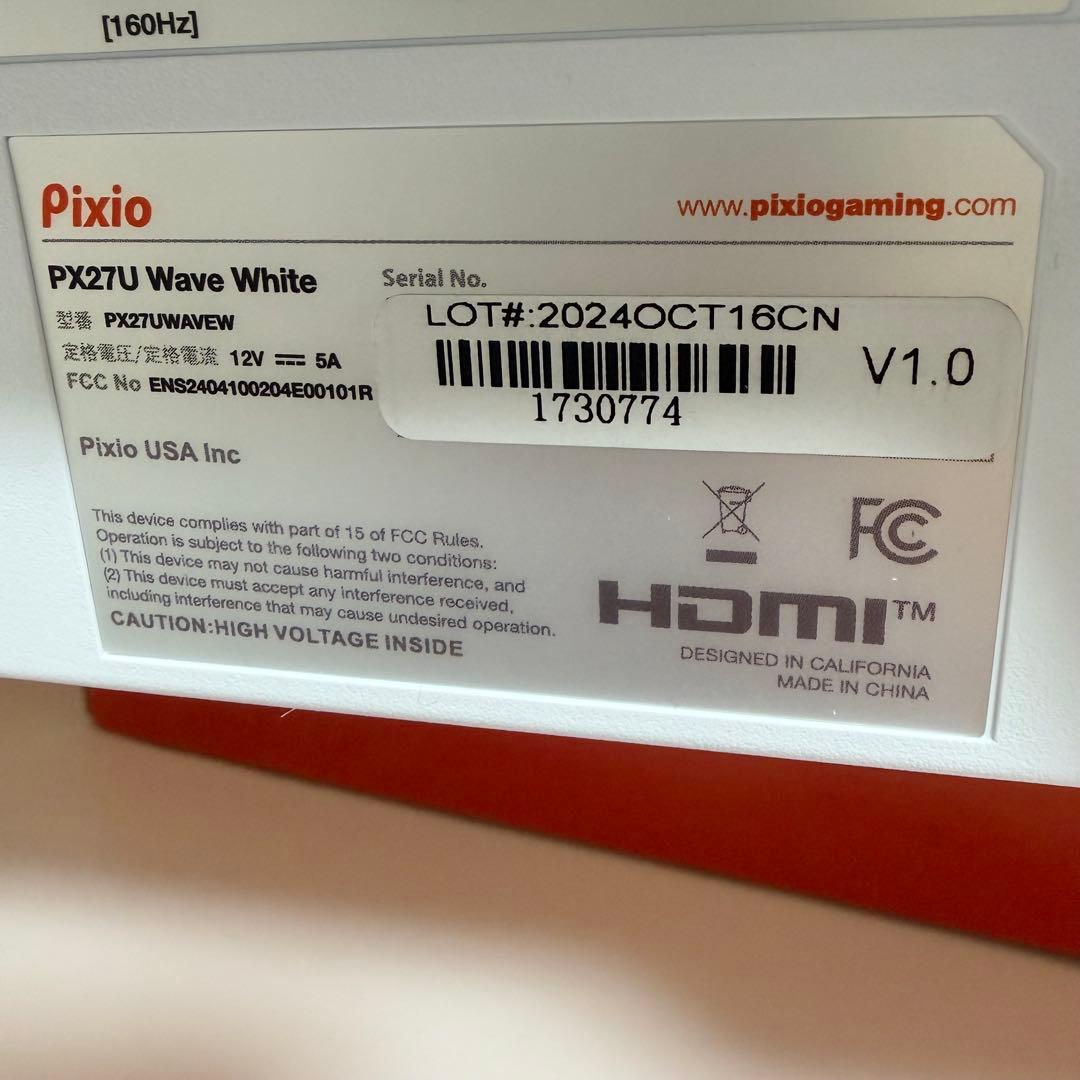 [160Hz]
Pixio
www.pixiogaming.com
PX27U Wave White
Serial No.
型番 PX27UWAVEW
定格電圧/定格電流 12V ⎓ 5A
FCC No ENS2404100204E00101R
LOT#:2024OCT16CN
V1.0
1730774
Pixio USA Inc
This device complies with part of 15 of FCC Rules.
Operation is subject to the following two conditions:
(1) This device may not cause harmful interference, and
(2) This device must accept any interference received,
including interference that may cause undesired operation.
CAUTION:HIGH VOLTAGE INSIDE
FCC
HDMI™
DESIGNED IN CALIFORNIA
MADE IN CHINA